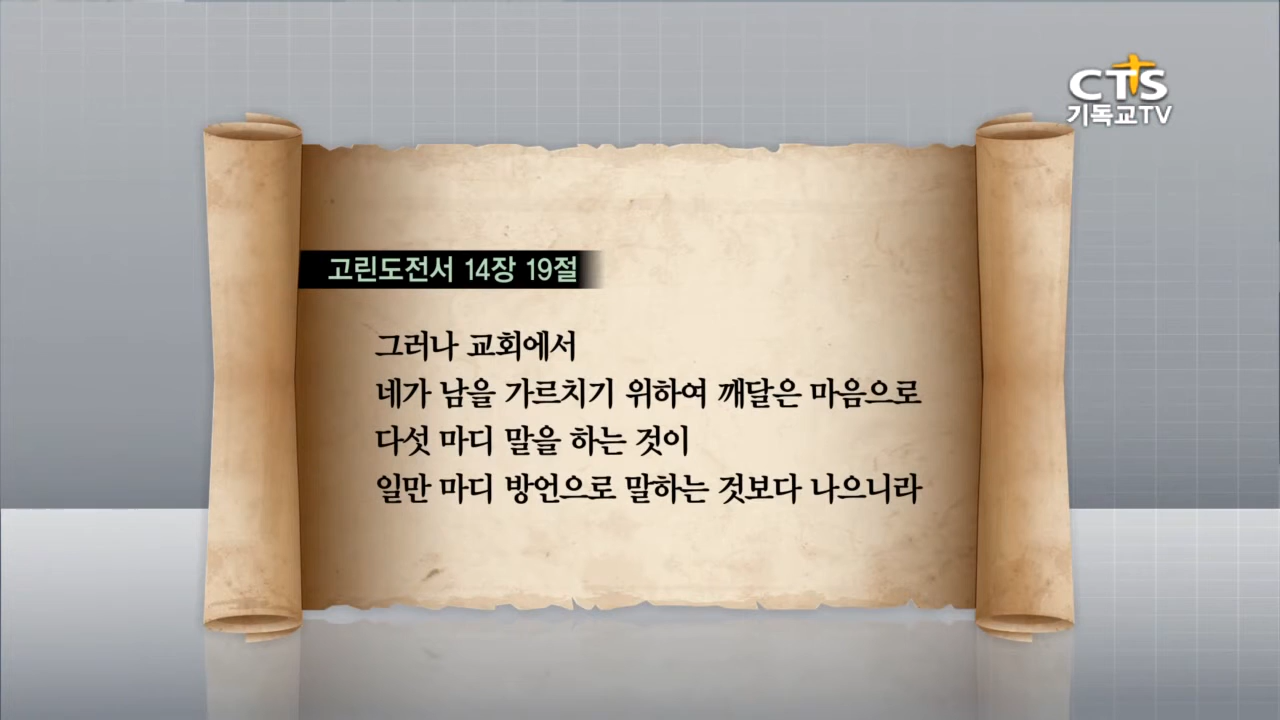 CTS
기독교TV
고린도전서 14장 19절
그러나 교회에서
네가 남을 가르치기 위하여 깨달은 마음으로
다섯 마디 말을 하는 것이
일만 마디 방언으로 말하는 것보다 나으니라